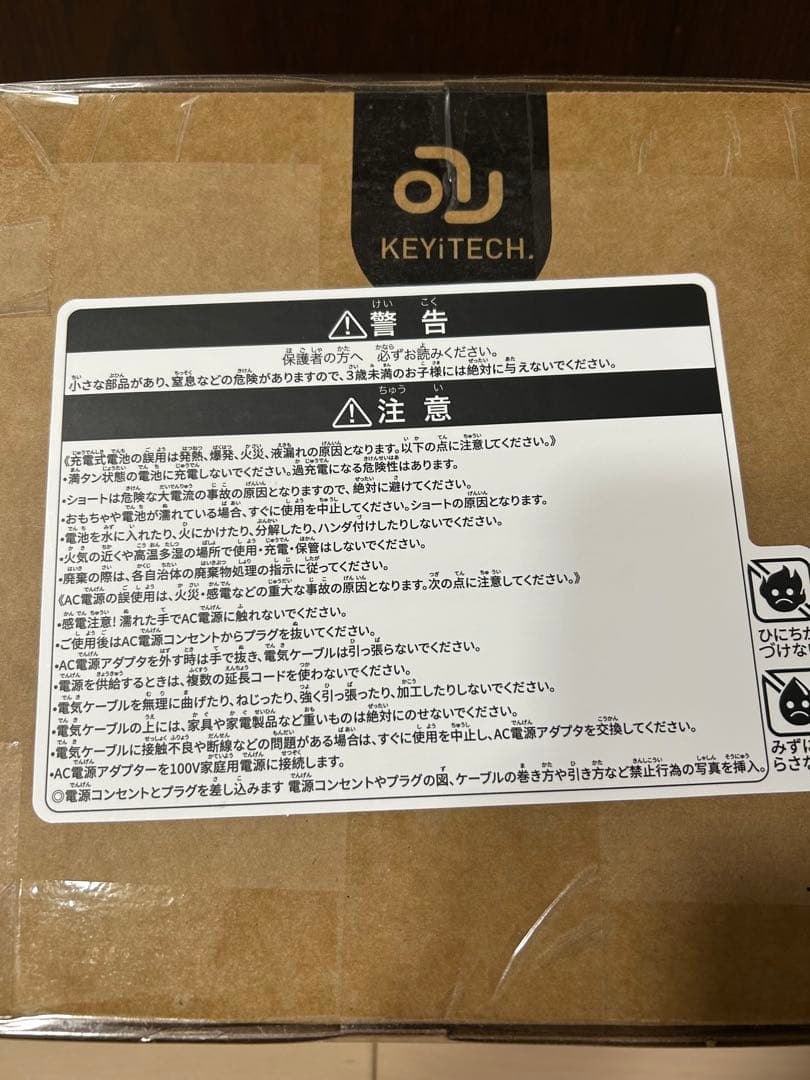 KEYiTECH.
警告
保護者の方へ 必ずお読みください。
小さな部品があり、窒息などの危険がありますので、3歳未満のお子様には絶対に与えないでください。
注意
《充電式電池の誤用は発熱、爆発、火災、液漏れの原因となります。以下の点に注意してください。》
・満タン状態の電池に充電しないでください。過充電になる危険性はあります。
・ショートは危険な大電流の事故の原因となりますので、絶対に避けてください。
・おもちゃや電池が濡れている場合、すぐに使用を中止してください。ショートの原因となります。
・電池を水に入れたり、火にかけたり、分解したり、ハンダ付けしたりしないでください。
・火気の近くや高温多湿の場所で使用・充電・保管はしないでください。
・廃棄の際は、各自治体の廃棄物処理の指示に従ってください。
《AC電源の誤使用は、火災・感電などの重大な事故の原因となります。次の点に注意してください。》
・感電注意!濡れた手でAC電源に触れないでください。
・ご使用後はAC電源コンセントからプラグを抜いてください。
・AC電源アダプタを外す時は手で抜き、電気ケーブルは引っ張らないでください。
・電源を供給するときは、複数の延長コードを使わないでください。
・電気ケーブルを無理に曲げたり、ねじったり、強く引っ張ったり、加工したりしないでください。
・電気ケーブルの上には、家具や家電製品など重いものは絶対にのせないでください。
・電気ケーブルに接触不良や断線などの問題がある場合は、すぐに使用を中止し、AC電源アダプタを交換してください。
・AC電源アダプターを100V家庭用電源に接続します。
◎電源コンセントとプラグを差し込みます 電源コンセントやプラグの図、ケーブルの巻き方や引き方など禁止行為の写真を挿入。
ひにちか
づけない
みずに
らさな